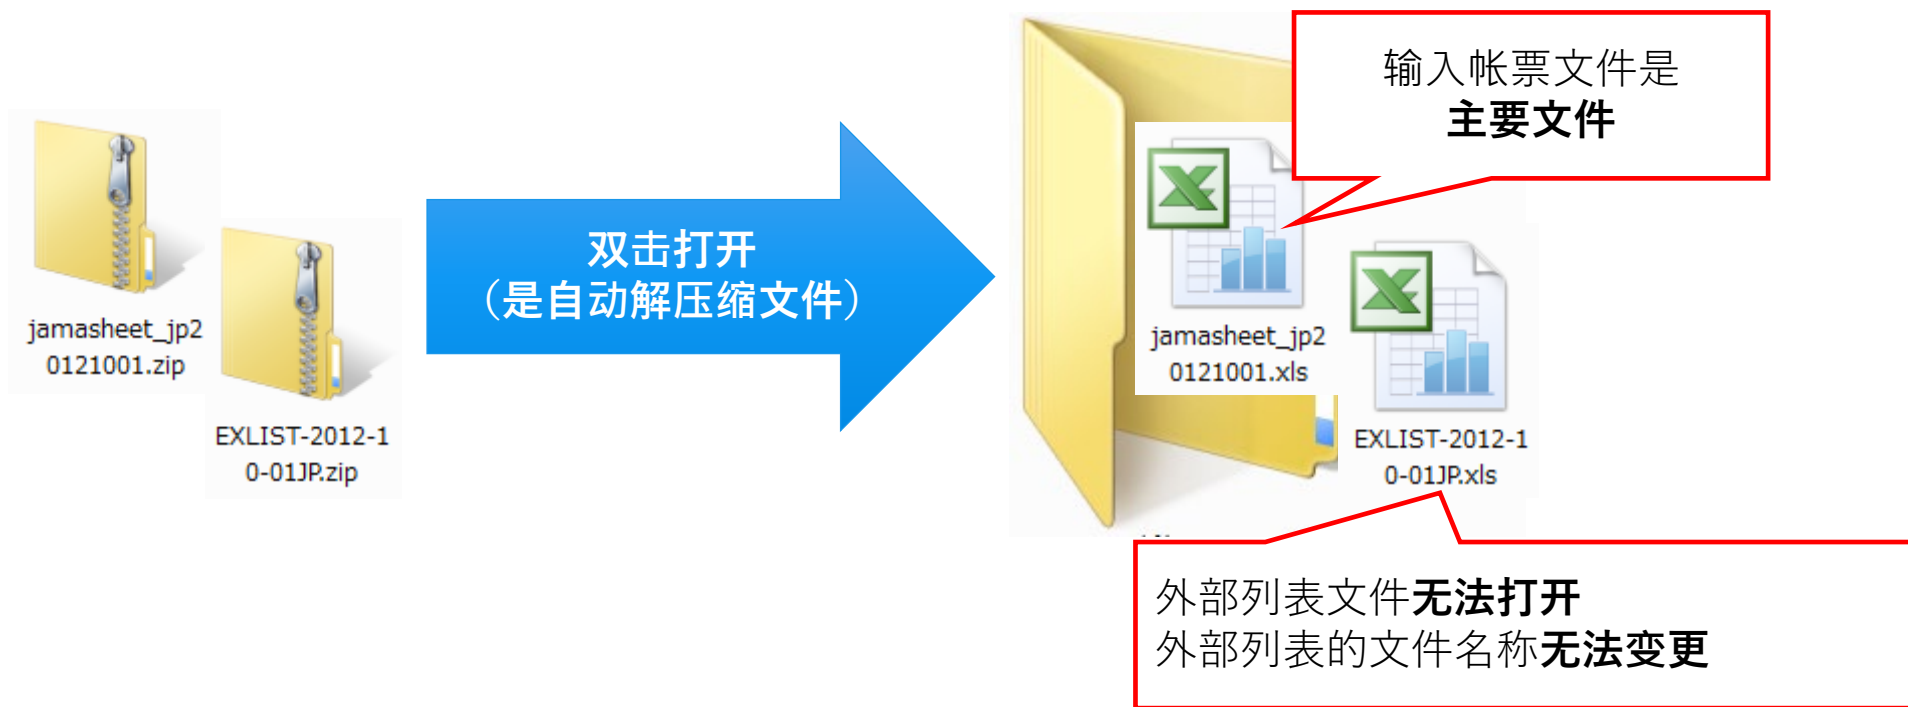 jamasheet_jp2
0121001.zip
EXLIST-2012-1
0-01JP.zip
双击打开
（是自动解压缩文件）
输入帐票文件是
主要文件
jamasheet_jp2
0121001.xls
EXLIST-2012-1
0-01JP.xls
外部列表文件无法打开
外部列表的文件名称无法变更